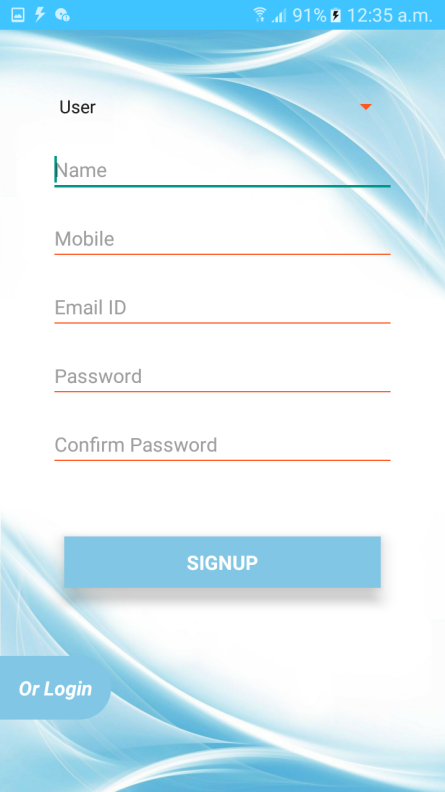 91% 12:35 a.m.
User
Name
Mobile
Email ID
Password
Confirm Password
SIGNUP
Or Login